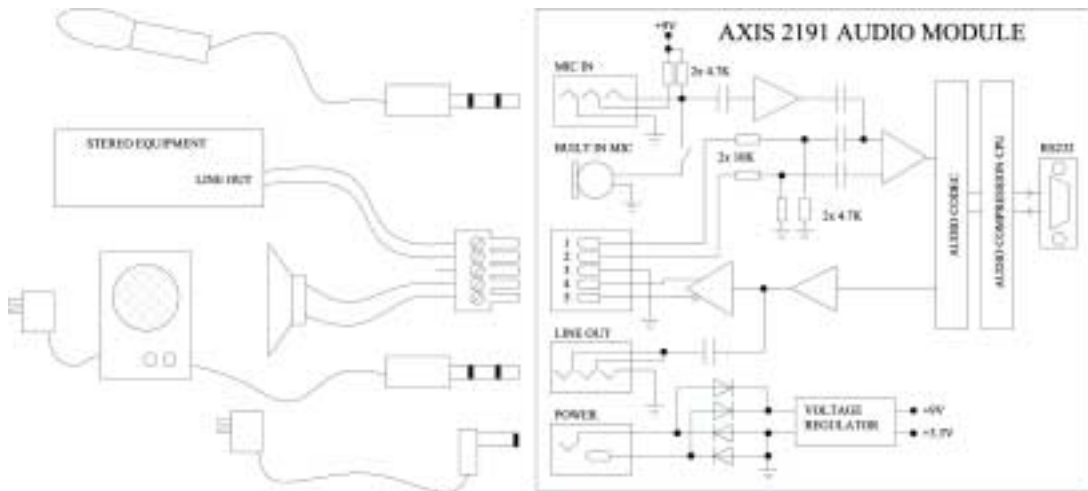 STEREO EQUIPMENT
LINE OUT
AXIS 2191 AUDIO MODULE
+9V
MIC IN
2x 4.7K
BUILT IN MIC
2x 10K
2x 4.7K
1
2
3
4
5
AUDIO CODEC
AUDIO COMPRESSION CPU
RS232
LINE OUT
POWER
VOLTAGE
REGULATOR
+9V
+3.3V